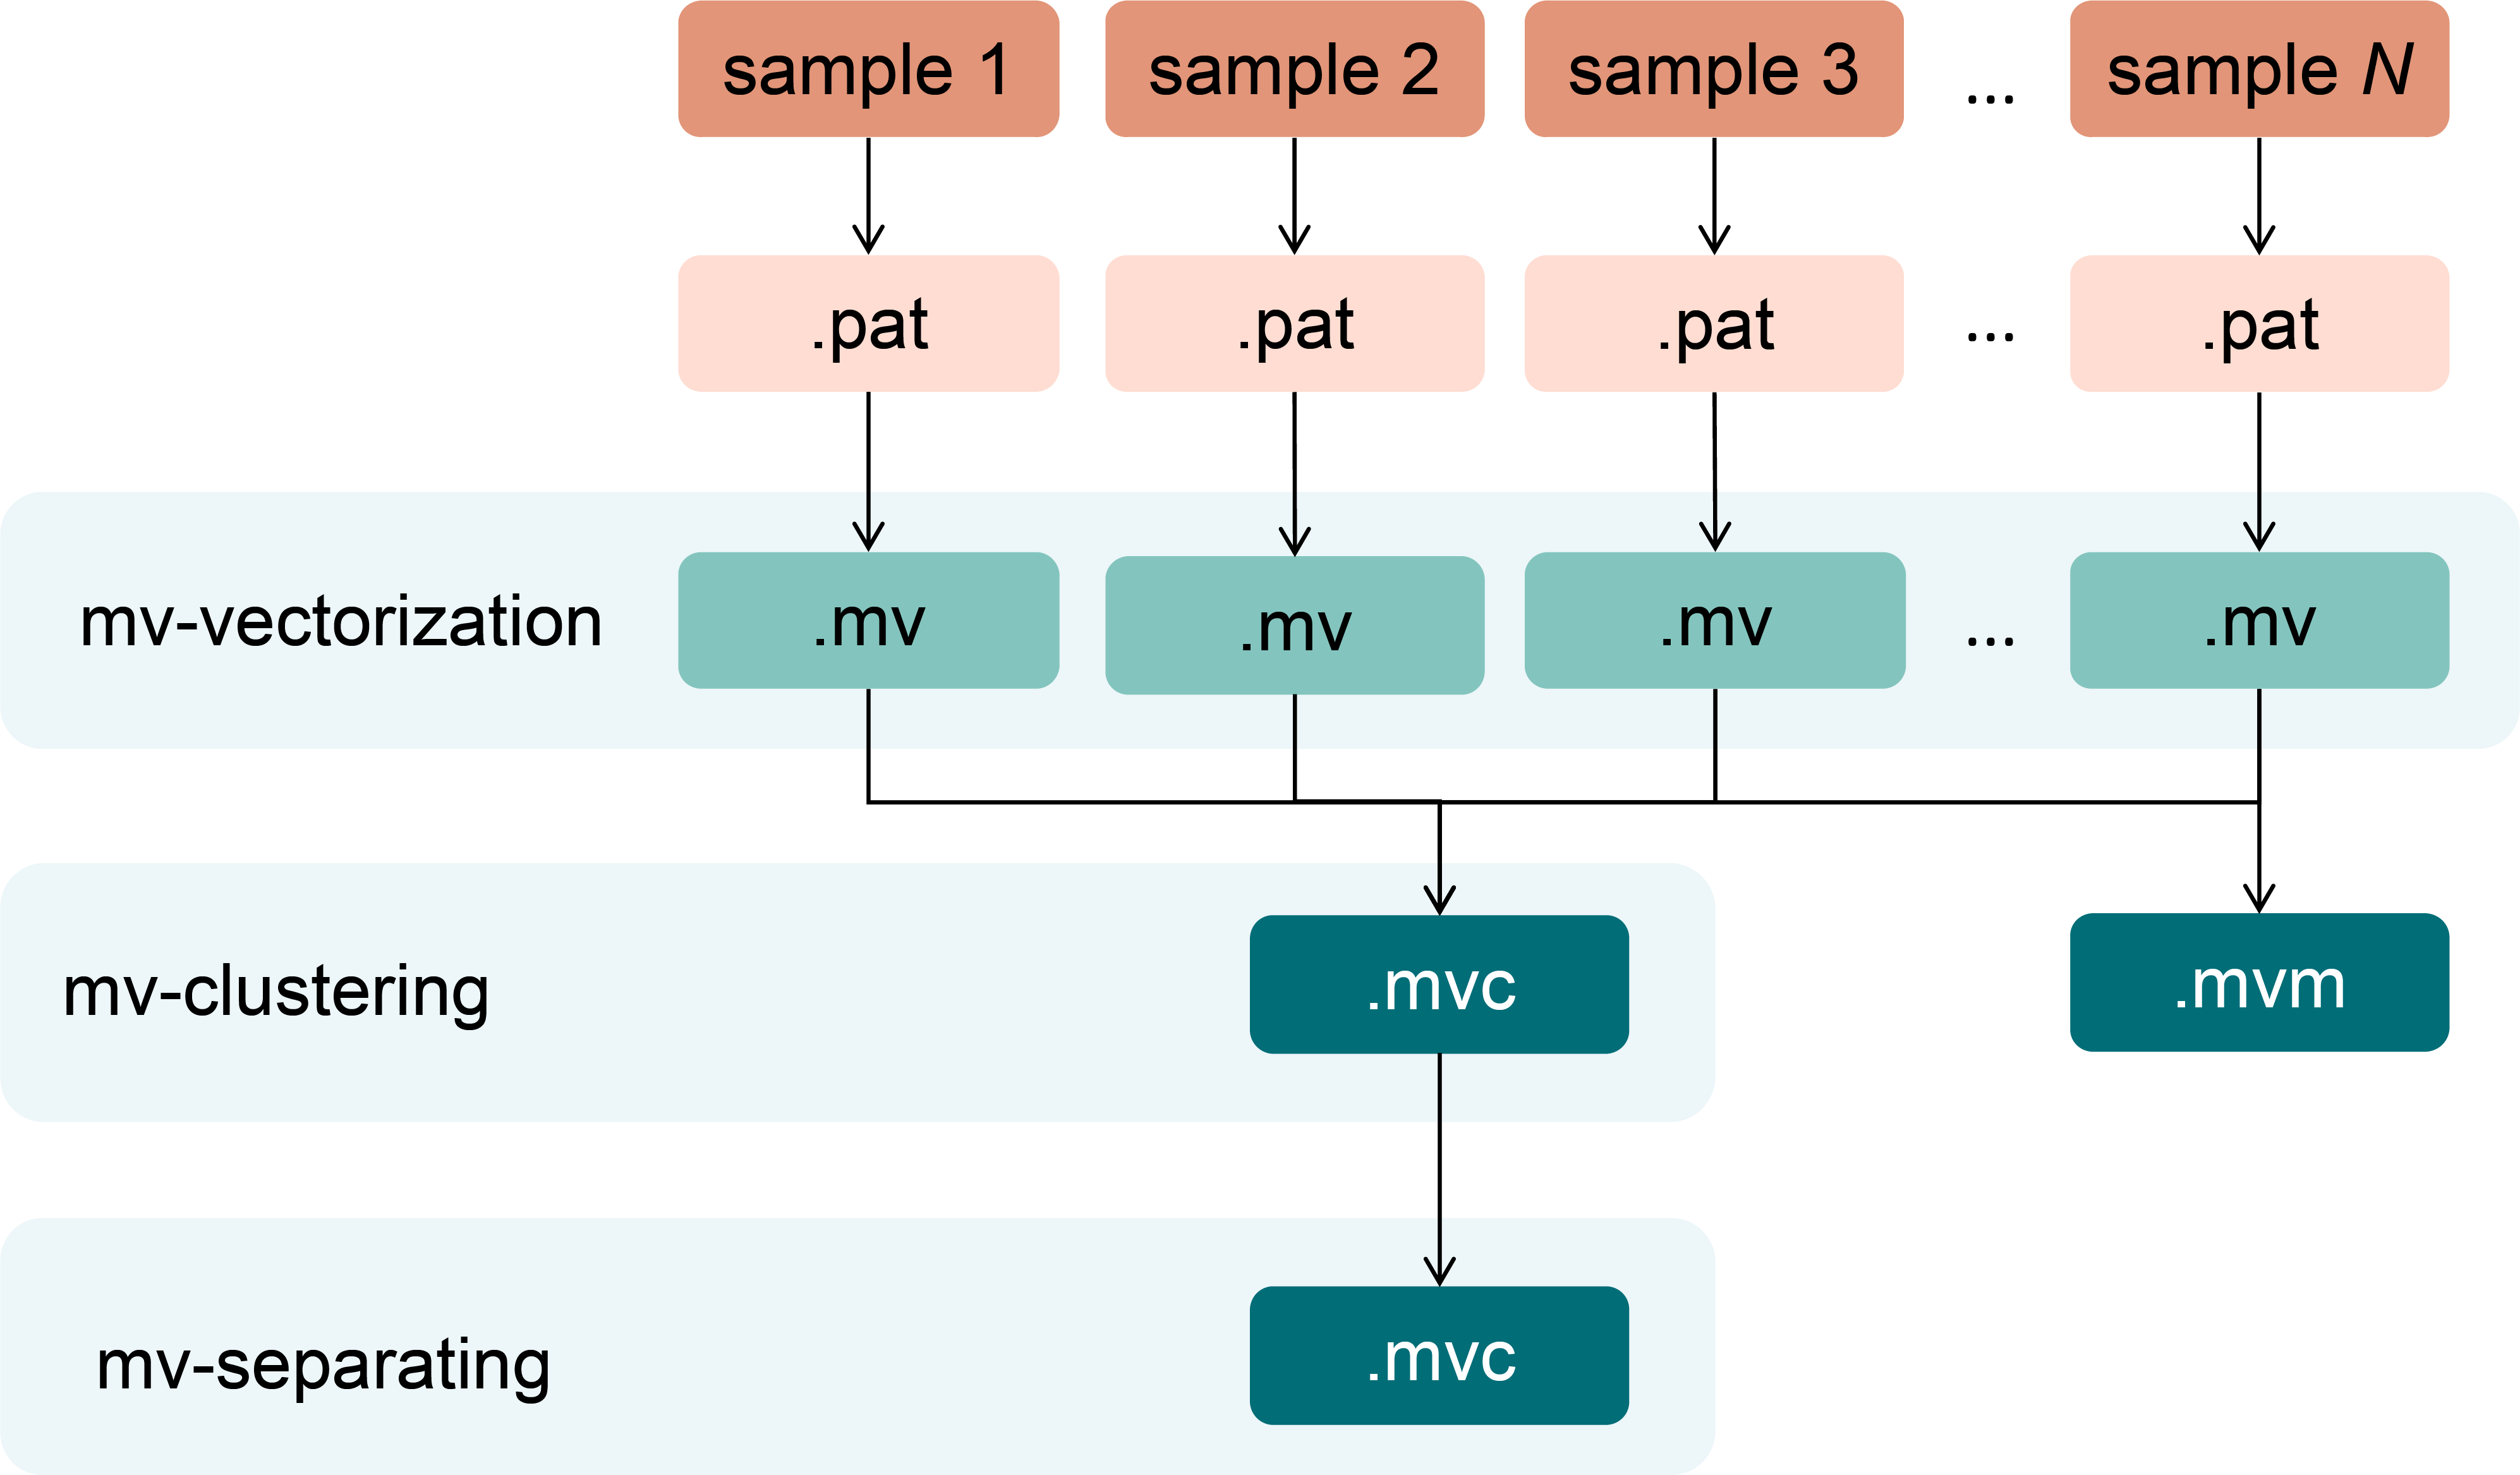 sample 1 sample 2 sample 3 ... sample N
.pat .pat .pat ... .pat
mv-vectorization .mv .mv .mv ... .mv
mv-clustering .mvc .mvm
mv-separating .mvc